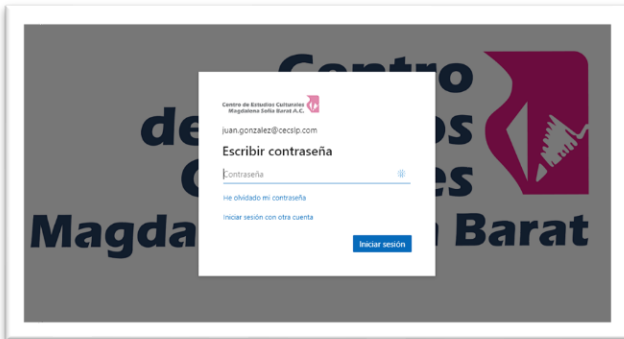 Centro
de
os
es
Magda
Barat
Centro de Estudios Culturales
Magdalena Sofía Barat A.C.
juan.gonzalez@cecslp.com
Escribir contraseña
Contraseña
He olvidado mi contraseña
Iniciar sesión con otra cuenta
Iniciar sesión